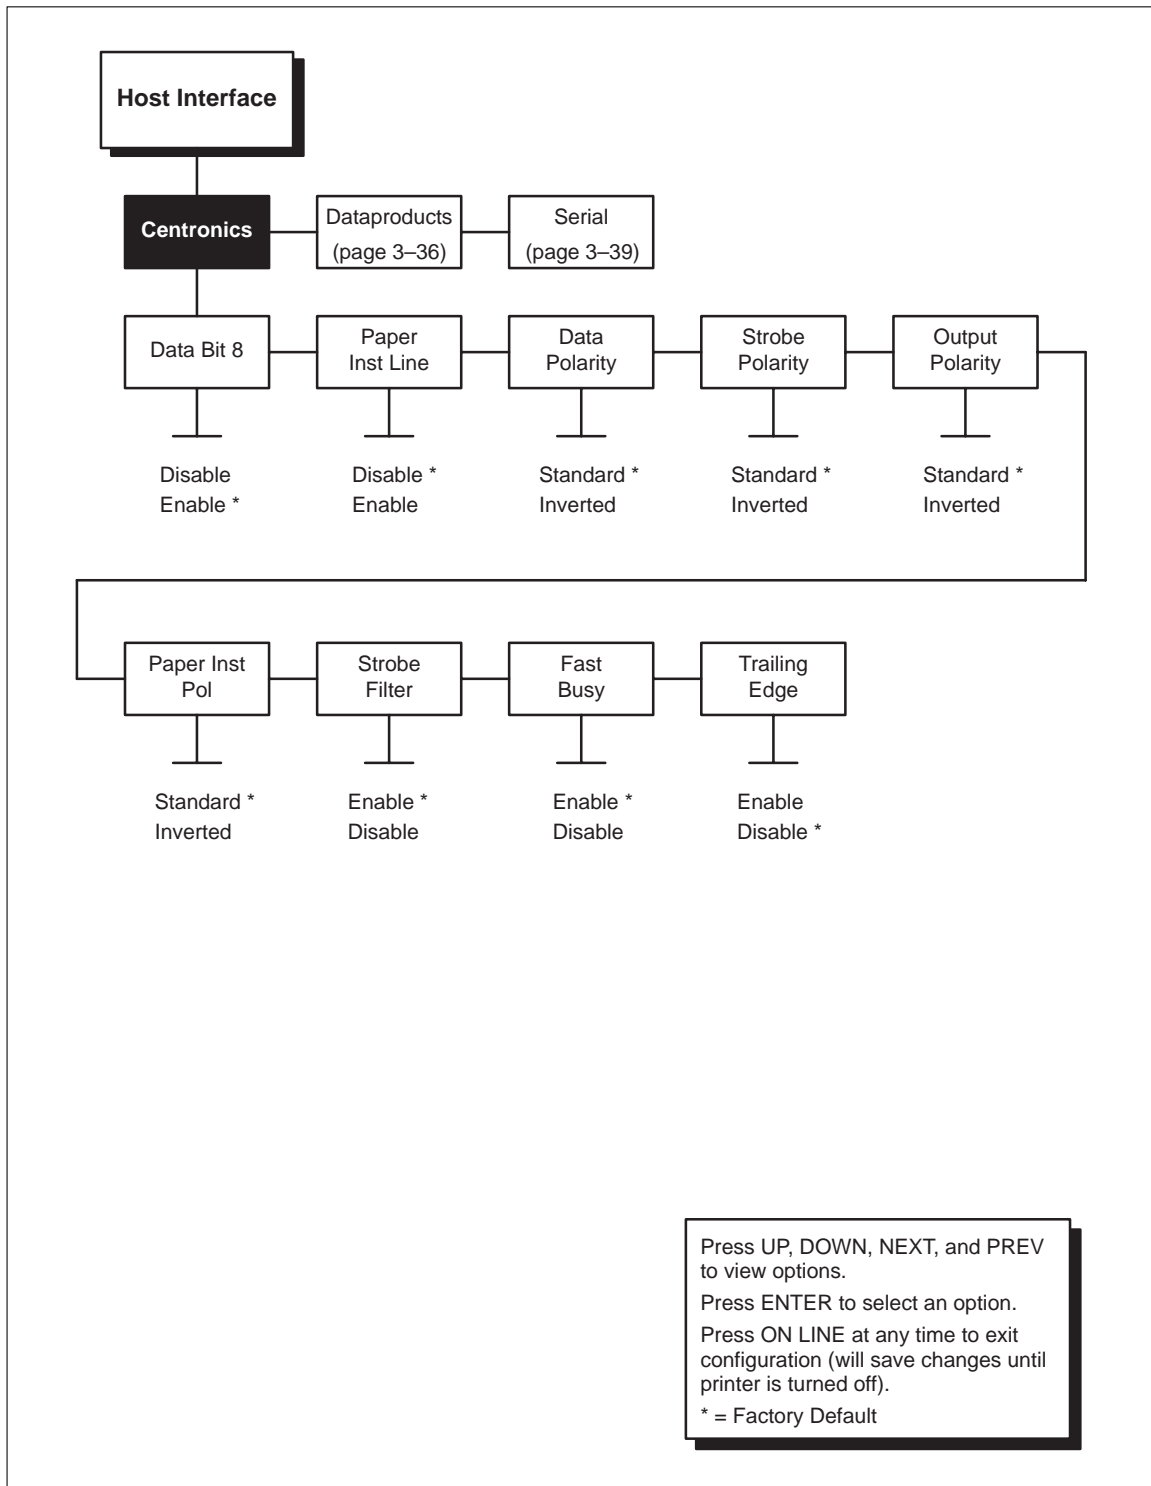 Host Interface
Centronics
Dataproducts
(page 3–36)
Serial
(page 3–39)
Data Bit 8
Paper
Inst Line
Data
Polarity
Strobe
Polarity
Output
Polarity
Disable
Enable *
Disable *
Enable
Standard *
Inverted
Standard *
Inverted
Standard *
Inverted
Paper Inst
Pol
Strobe
Filter
Fast
Busy
Trailing
Edge
Standard *
Inverted
Enable *
Disable
Enable *
Disable
Enable
Disable *
Press UP, DOWN, NEXT, and PREV
to view options.
Press ENTER to select an option.
Press ON LINE at any time to exit
configuration (will save changes until
printer is turned off).
* = Factory Default